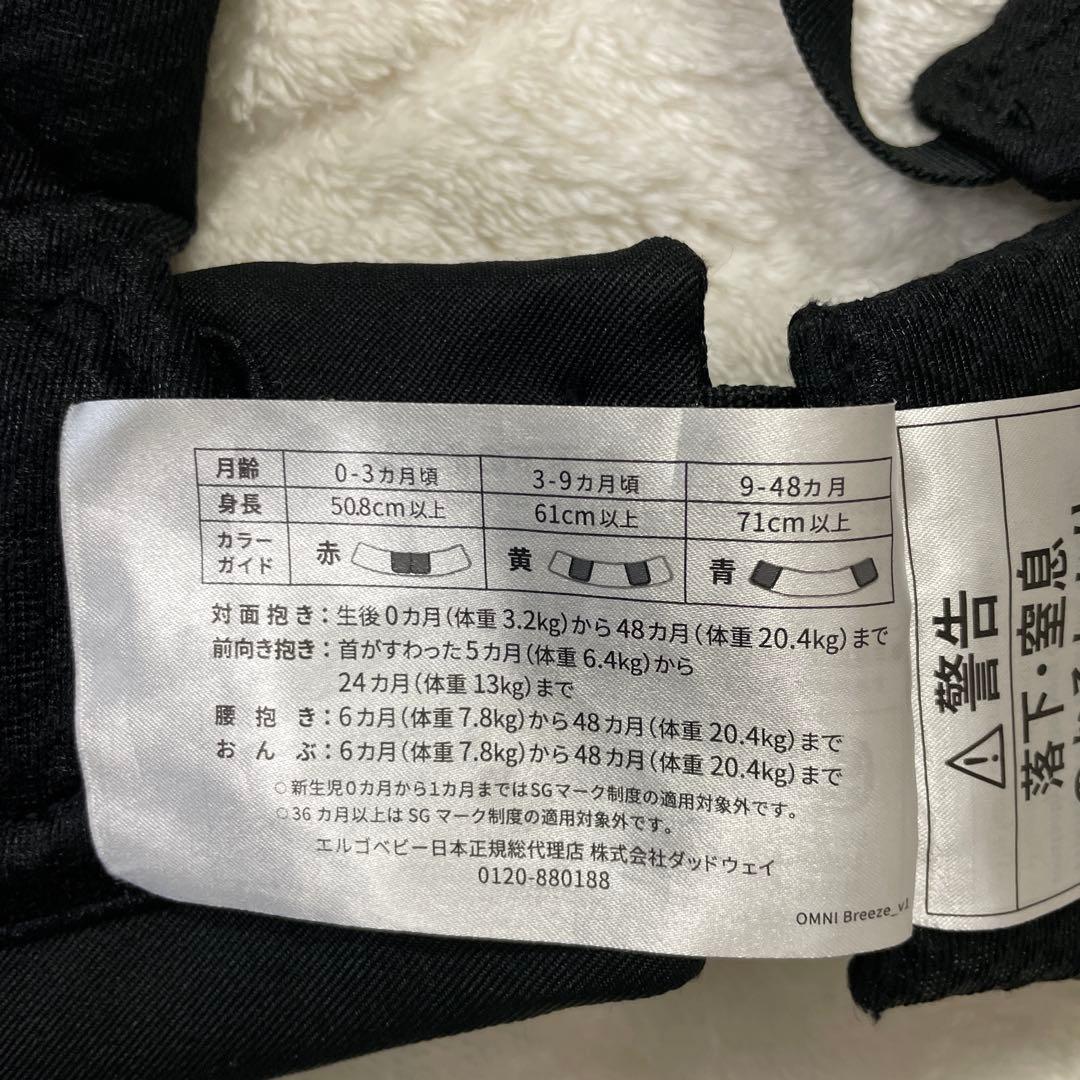 月齢 0-3カ月頃 3-9カ月頃 9-48カ月
身長 50.8cm以上 61cm以上 71cm以上
カラーガイド 赤 黄 青
対面抱き：生後0カ月（体重3.2kg）から48カ月（体重20.4kg）まで
前向き抱き：首がすわった5カ月（体重6.4kg）から
24カ月（体重13kg）まで
腰抱き：6カ月（体重7.8kg）から48カ月（体重20.4kg）まで
おんぶ：6カ月（体重7.8kg）から48カ月（体重20.4kg）まで
○新生児0カ月から1カ月まではSGマーク制度の適用対象外です。
○36カ月以上はSGマーク制度の適用対象外です。
エルゴベビー日本正規総代理店 株式会社ダッドウェイ
0120-880188
OMNI Breeze_v1
⚠警告
落下・窒息